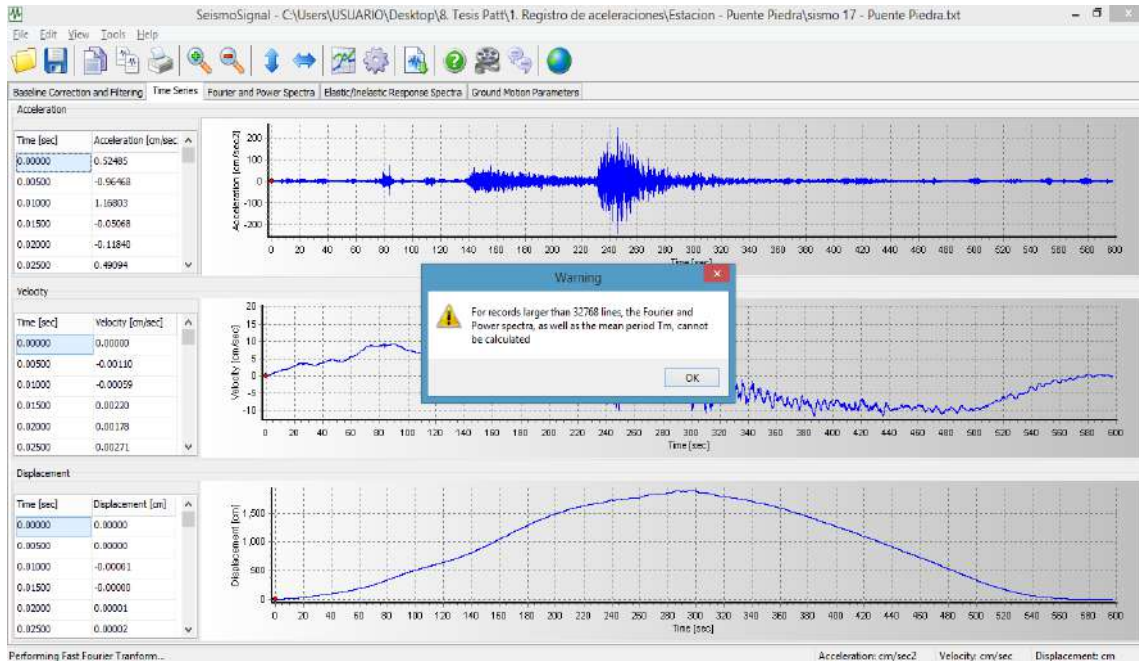 SeismoSignal - C:\Users\USUARIO\Desktop\8. Tesis Patt\1. Registro de aceleraciones\Estacion - Puente Piedra\sismo 17 - Puente Piedra.txt
File Edit View Tools Help
Baseline Correction and Filtering Time Series Fourier and Power Spectra Elastic/Inelastic Response Spectra Ground Motion Parameters
Acceleration
Time [sec] Acceleration [cm/sec
0.00000 0.52485
0.00500 -0.96468
0.01000 1.16803
0.01500 -0.05068
0.02000 -0.11840
0.02500 0.49094
Acceleration [cm/sec2]
200
100
0
-100
-200
0 20 40 60 80 100 120 140 160 180 200 220 240 260 280 300 320 340 360 380 400 420 440 460 480 500 520 540 560 580 600
Time [sec]
Warning
For records larger than 32768 lines, the Fourier and
Power spectra, as well as the mean period Tm, cannot
be calculated
OK
Velocity
Time [sec] Velocity [cm/sec]
0.00000 0.00000
0.00500 -0.00110
0.01000 -0.00059
0.01500 0.00220
0.02000 0.00178
0.02500 0.00271
Velocity [cm/sec]
20
15
10
5
0
-5
-10
0 20 40 60 80 100 120 140 160 180 200 220 240 260 280 300 320 340 360 380 400 420 440 460 480 500 520 540 560 580 600
Time [sec]
Displacement
Time [sec] Displacement [cm]
0.00000 0.00000
0.00500 0.00000
0.01000 -0.00001
0.01500 -0.00000
0.02000 0.00001
0.02500 0.00002
Displacement [cm]
1,500
1,000
500
0
0 20 40 60 80 100 120 140 160 180 200 220 240 260 280 300 320 340 360 380 400 420 440 460 480 500 520 540 560 580 600
Time [sec]
Performing Fast Fourier Tranform... Acceleration: cm/sec2 Velocity: cm/sec Displacement: cm